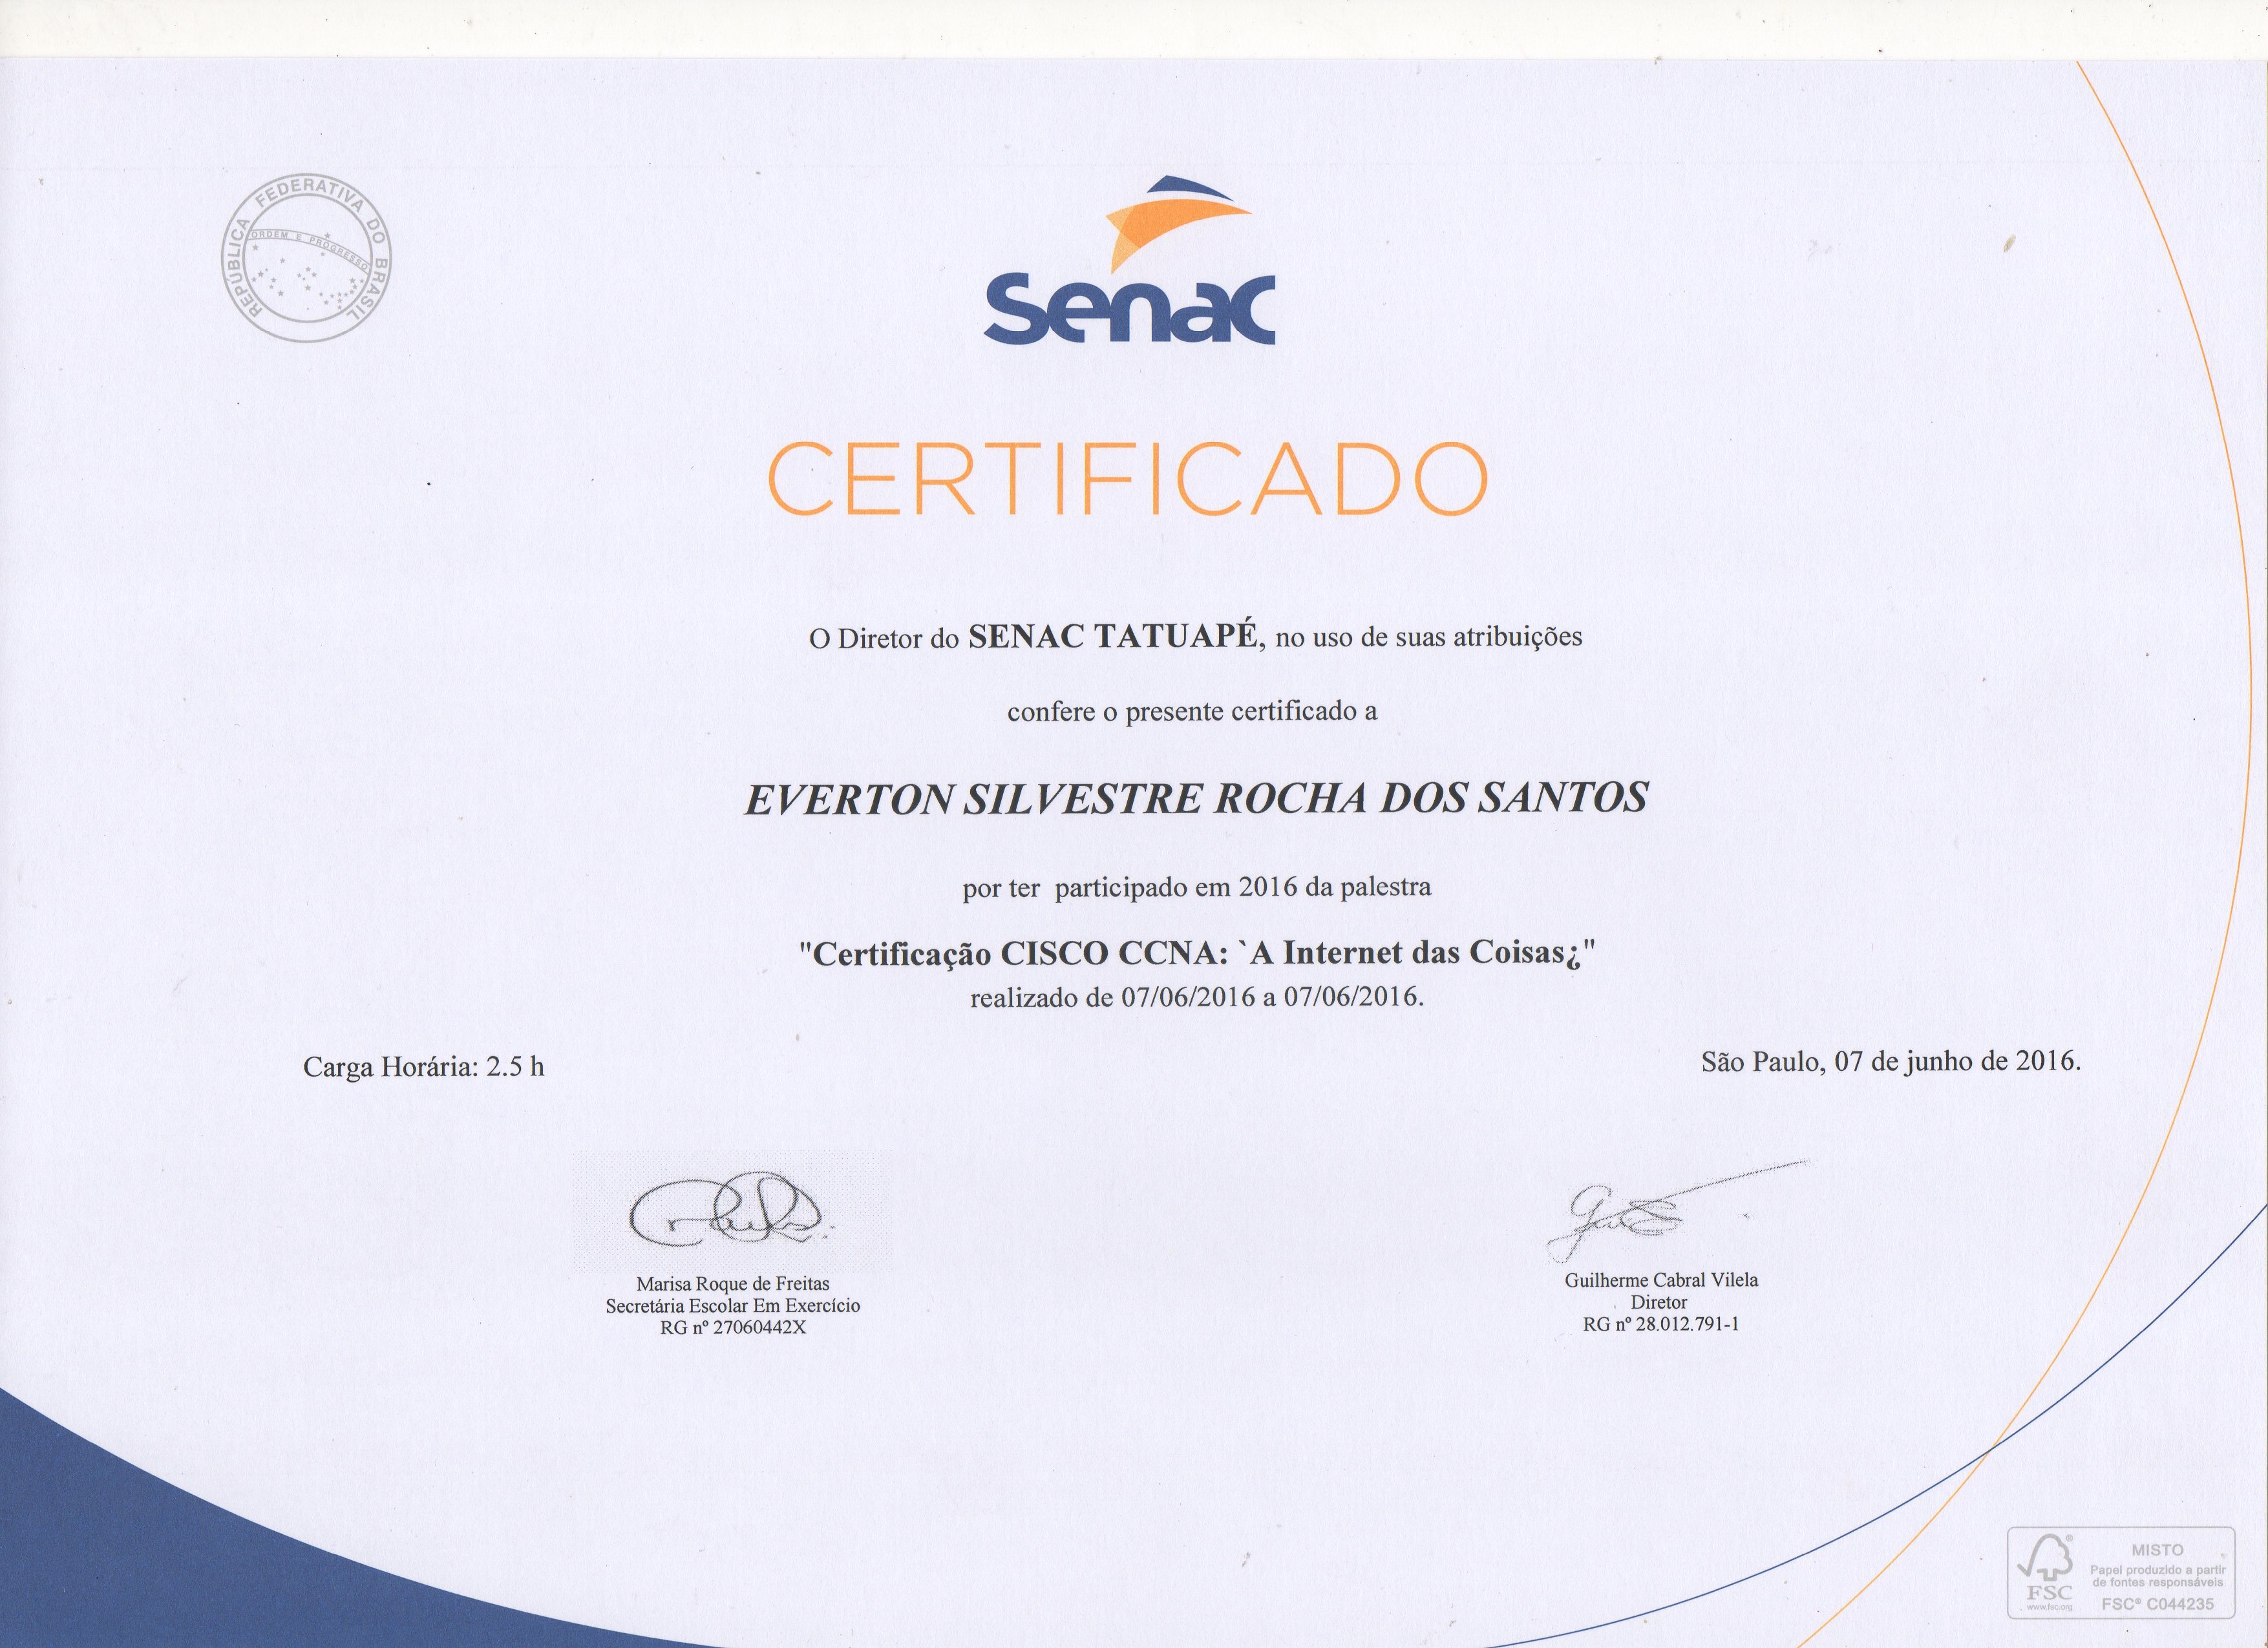 REPÚBLICA FEDERATIVA DO BRASIL
ORDEM E PROGRESSO
Senac
CERTIFICADO
O Diretor do SENAC TATUAPÉ, no uso de suas atribuições
confere o presente certificado a
EVERTON SILVESTRE ROCHA DOS SANTOS
por ter participado em 2016 da palestra
"Certificação CISCO CCNA: `A Internet das Coisas¿"
realizado de 07/06/2016 a 07/06/2016.
Carga Horária: 2.5 h
São Paulo, 07 de junho de 2016.
Marisa Roque de Freitas
Secretária Escolar Em Exercício
RG nº 27060442X
Guilherme Cabral Vilela
Diretor
RG nº 28.012.791-1
FSC
www.fsc.org
MISTO
Papel produzido a partir
de fontes responsáveis
FSC® C044235